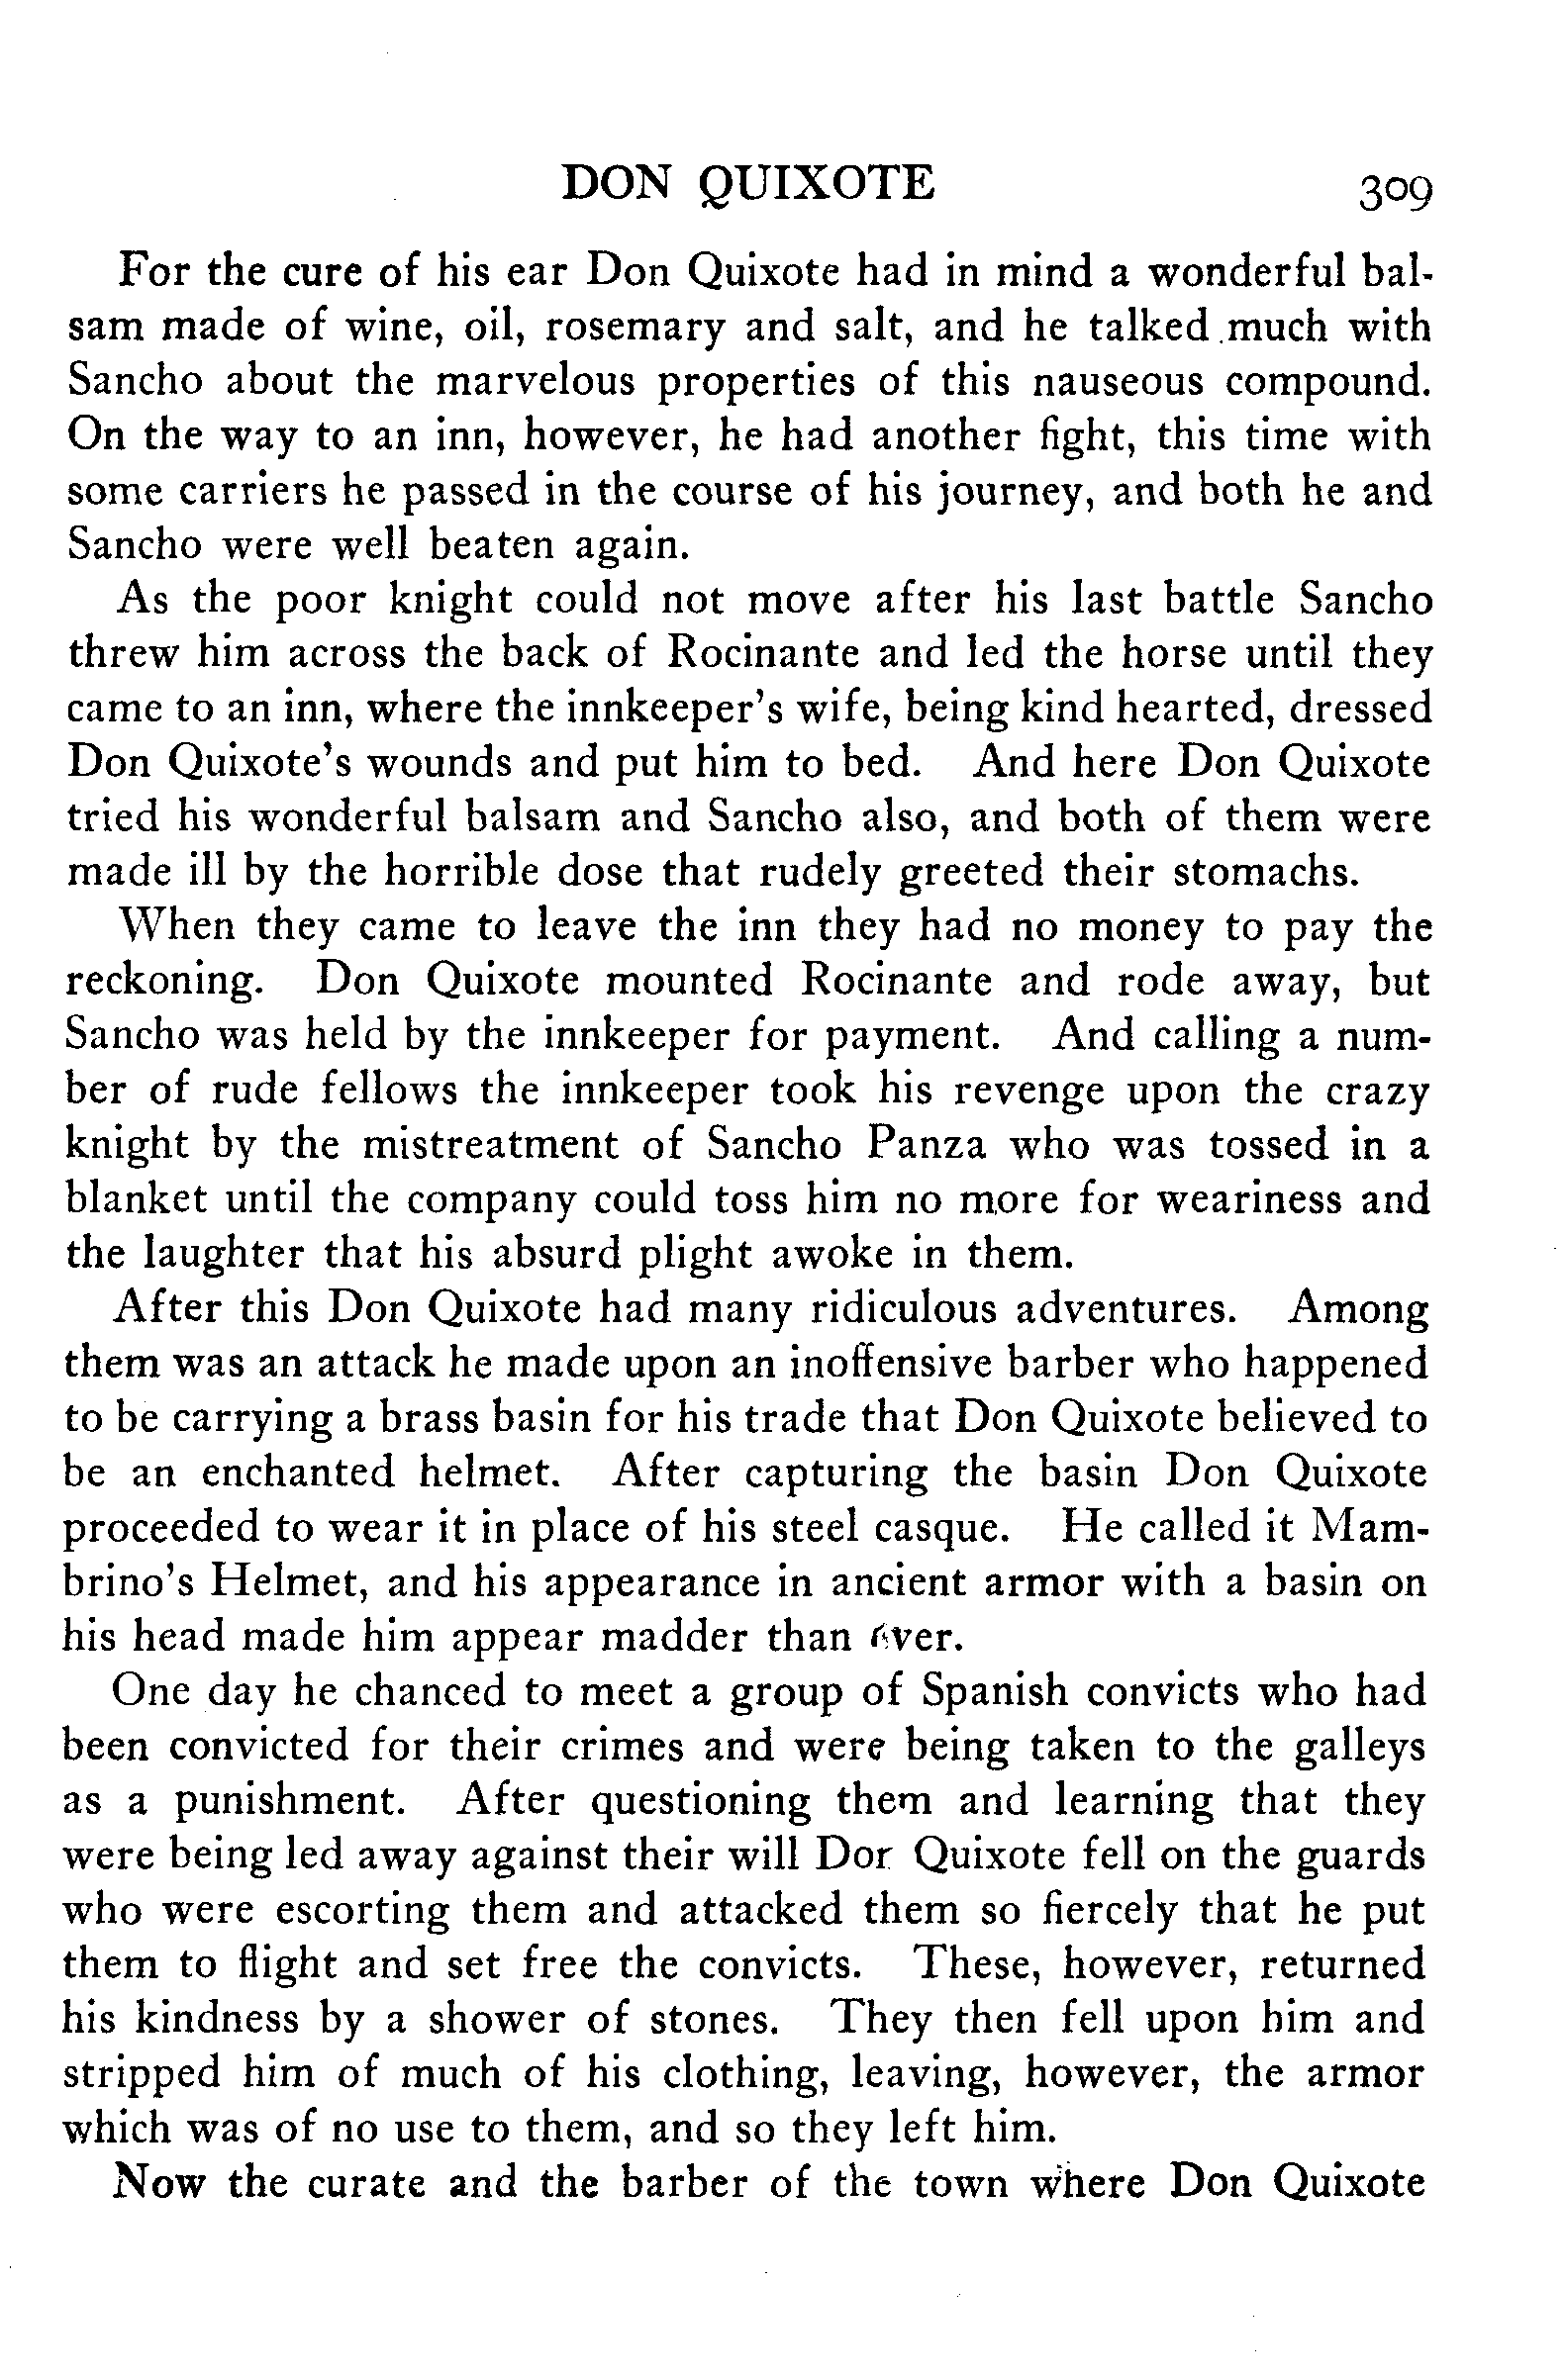 DON QUIXOTE 309
For the cure of his ear Don Quixote had in mind a wonderful bal-
sam made of wine, oil, rosemary and salt, and he talked much with
Sancho about the marvelous properties of this nauseous compound.
On the way to an inn, however, he had another fight, this time with
some carriers he passed in the course of his journey, and both he and
Sancho were well beaten again.
As the poor knight could not move after his last battle Sancho
threw him across the back of Rocinante and led the horse until they
came to an inn, where the innkeeper's wife, being kind hearted, dressed
Don Quixote's wounds and put him to bed. And here Don Quixote
tried his wonderful balsam and Sancho also, and both of them were
made ill by the horrible dose that rudely greeted their stomachs.
When they came to leave the inn they had no money to pay the
reckoning. Don Quixote mounted Rocinante and rode away, but
Sancho was held by the innkeeper for payment. And calling a num-
ber of rude fellows the innkeeper took his revenge upon the crazy
knight by the mistreatment of Sancho Panza who was tossed in a
blanket until the company could toss him no more for weariness and
the laughter that his absurd plight awoke in them.
After this Don Quixote had many ridiculous adventures. Among
them was an attack he made upon an inoffensive barber who happened
to be carrying a brass basin for his trade that Don Quixote believed to
be an enchanted helmet. After capturing the basin Don Quixote
proceeded to wear it in place of his steel casque. He called it Mam-
brino's Helmet, and his appearance in ancient armor with a basin on
his head made him appear madder than ever.
One day he chanced to meet a group of Spanish convicts who had
been convicted for their crimes and were being taken to the galleys
as a punishment. After questioning them and learning that they
were being led away against their will Don Quixote fell on the guards
who were escorting them and attacked them so fiercely that he put
them to flight and set free the convicts. These, however, returned
his kindness by a shower of stones. They then fell upon him and
stripped him of much of his clothing, leaving, however, the armor
which was of no use to them, and so they left him.
Now the curate and the barber of the town where Don Quixote